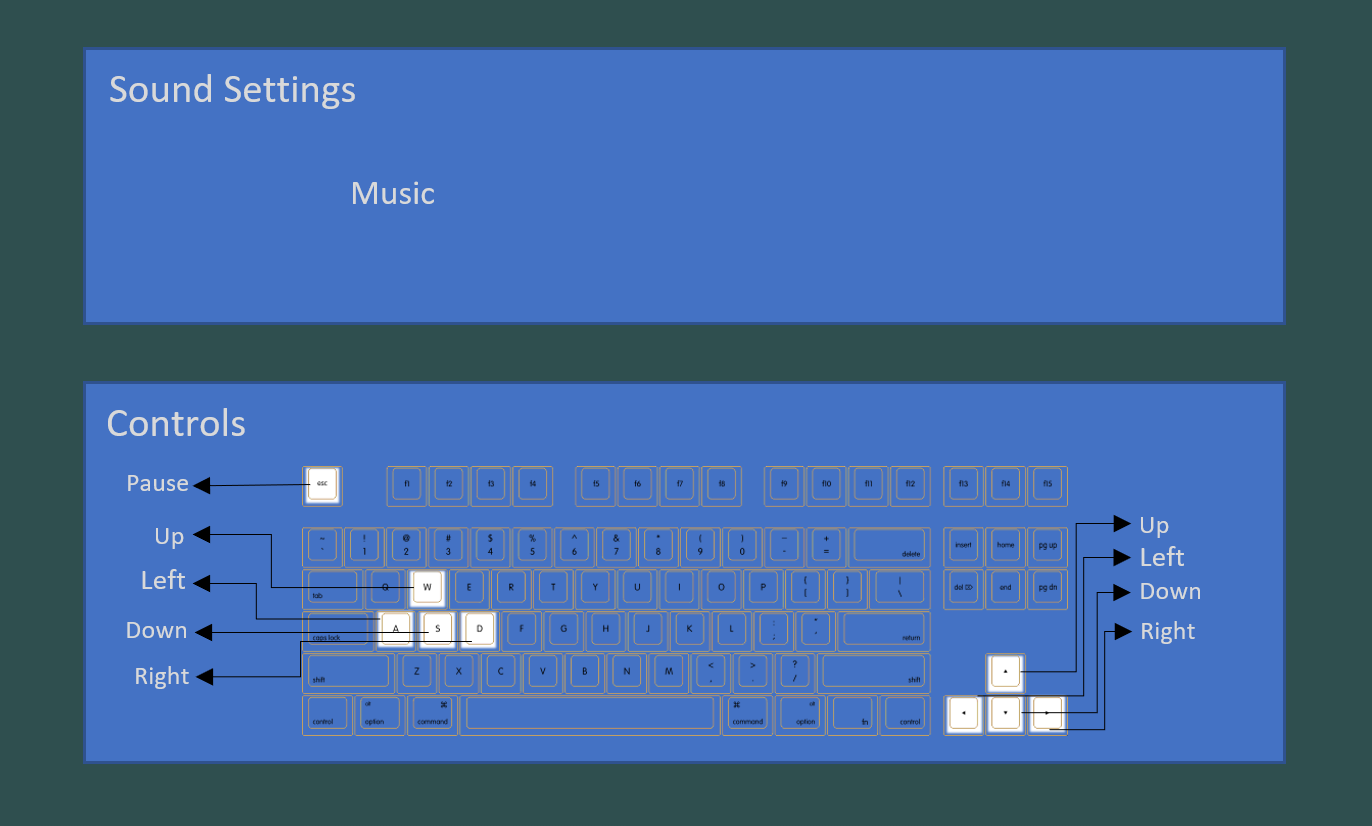 Sound Settings
Music
Controls
Pause
esc f1 f2 f3 f4 f5 f6 f7 f8 f9 f10 f11 f12 f13 f14 f15
Up
Up
~ ! @ # $ % ^ & * ( ) – +
` 1 2 3 4 5 6 7 8 9 0 - = delete insert home pg up
Left
Left
Q W E R T Y U I O P { } |
tab [ ] \ del ⌦ end pg dn
Down
Down
A S D F G H J K L : "
caps lock ; ' return
Right
Right
Z X C V B N M < > ?
shift , . / shift
alt ⌘ ⌘ alt
control option command command option fn control